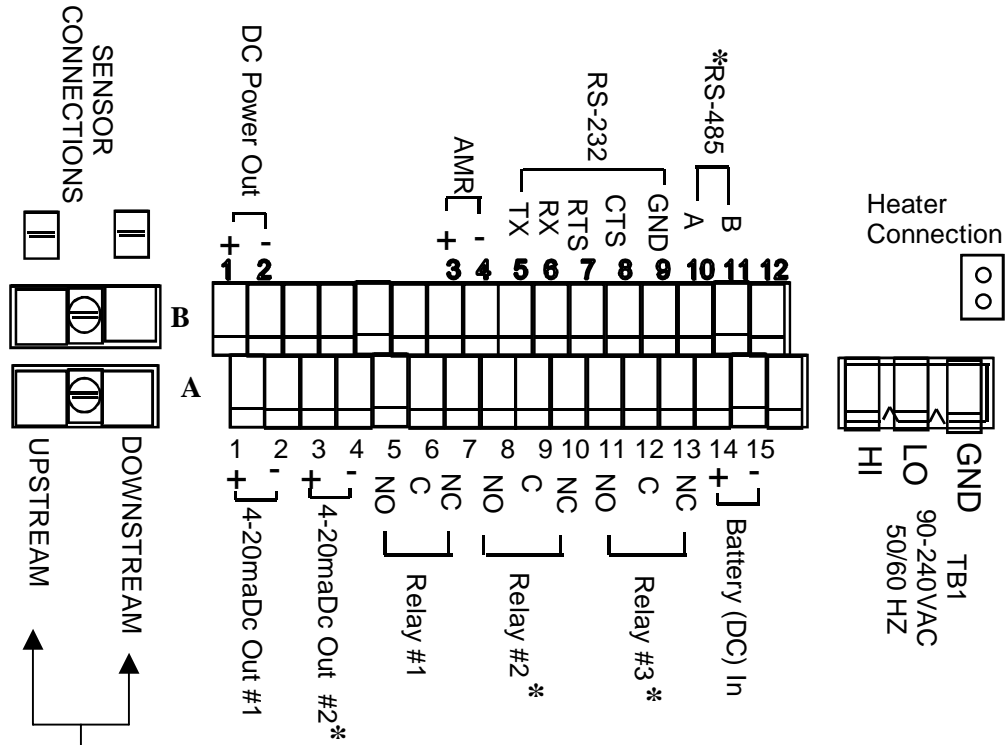 SENSOR
CONNECTIONS
DC Power Out
+ -
1 2
AMR
+ -
3 4
RS-232
TX RX RTS CTS GND
5 6 7 8 9
*RS-485
A B
10 11 12
Heater
Connection
B
A
UPSTREAM
DOWNSTREAM
1 2 3 4 5 6 7 8 9 10 11 12 13 14 15
+ -
4-20maDc Out #1
+ -
4-20maDc Out #2*
NO C NC
Relay #1
NO C NC
Relay #2*
NO C NC
Relay #3*
+ -
Battery (DC) In
HI LO GND
TB1
90-240VAC
50/60 HZ